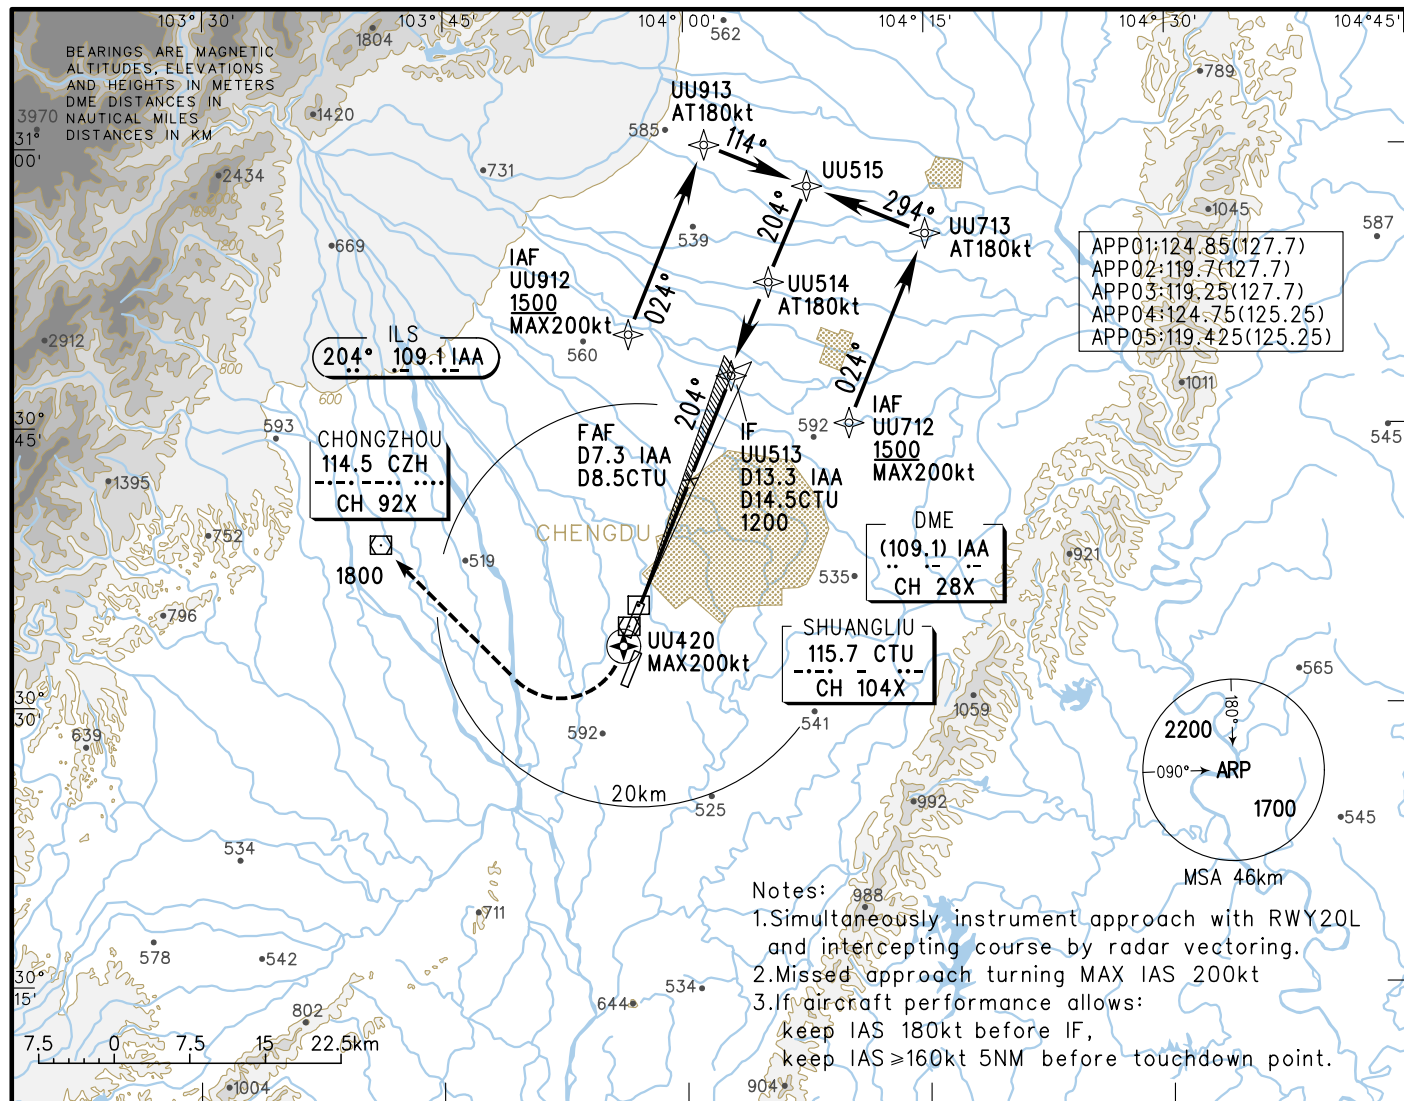 103°30'
103°45'
104°00'
104°15'
104°30'
104°45'
BEARINGS ARE MAGNETIC
ALTITUDES, ELEVATIONS
AND HEIGHTS IN METERS
DME DISTANCES IN
NAUTICAL MILES
DISTANCES IN KM
1804
562
789
3970
1420
31°
00'
2434
731
585
UU913
AT180kt
114°
UU515
204°
294°
UU713
AT180kt
1045
587
1200
669
539
IAF
UU912
1500
MAX200kt
024°
UU514
AT180kt
APP01:124.85(127.7)
APP02:119.7(127.7)
APP03:119.25(127.7)
APP04:124.75(125.25)
APP05:119.425(125.25)
2912
ILS
204° 109.1 IAA
560
800
600
024°
1011
30°
45'
593
204°
592
IAF
UU712
1500
MAX200kt
545
CHONGZHOU
114.5 CZH
CH 92X
FAF
D7.3 IAA
D8.5CTU
IF
UU513
D13.3 IAA
D14.5CTU
1200
1395
752
CHENGDU
DME
(109.1) IAA
CH 28X
921
519
1800
535
796
UU420
MAX200kt
SHUANGLIU
115.7 CTU
CH 104X
565
30°
30'
639
592
541
1059
180°
2200
090°
ARP
1700
MSA 46km
20km
525
992
545
534
711
988
578
542
Notes:
1.Simultaneously instrument approach with RWY20L
and intercepting course by radar vectoring.
2.Missed approach turning MAX IAS 200kt
3.If aircraft performance allows:
keep IAS 180kt before IF,
keep IAS≥160kt 5NM before touchdown point.
30°
15'
534
644
802
7.5 0 7.5 15 22.5km
1004
904